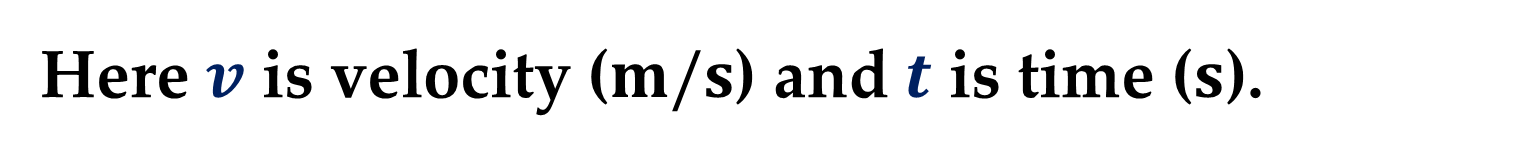 Here v is velocity (m/s) and t is time (s).